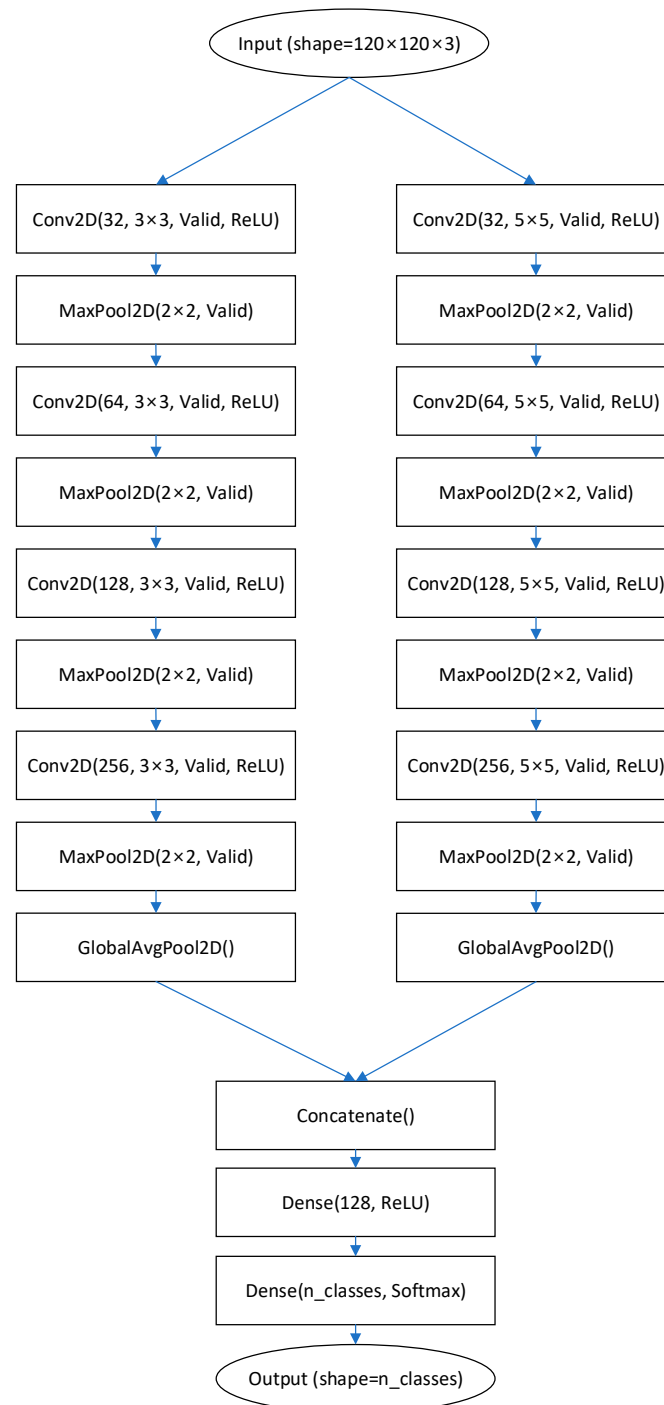 Input (shape=120×120×3)
Conv2D(32, 3×3, Valid, ReLU)
MaxPool2D(2×2, Valid)
Conv2D(64, 3×3, Valid, ReLU)
MaxPool2D(2×2, Valid)
Conv2D(128, 3×3, Valid, ReLU)
MaxPool2D(2×2, Valid)
Conv2D(256, 3×3, Valid, ReLU)
MaxPool2D(2×2, Valid)
GlobalAvgPool2D()
Conv2D(32, 5×5, Valid, ReLU)
MaxPool2D(2×2, Valid)
Conv2D(64, 5×5, Valid, ReLU)
MaxPool2D(2×2, Valid)
Conv2D(128, 5×5, Valid, ReLU)
MaxPool2D(2×2, Valid)
Conv2D(256, 5×5, Valid, ReLU)
MaxPool2D(2×2, Valid)
GlobalAvgPool2D()
Concatenate()
Dense(128, ReLU)
Dense(n_classes, Softmax)
Output (shape=n_classes)